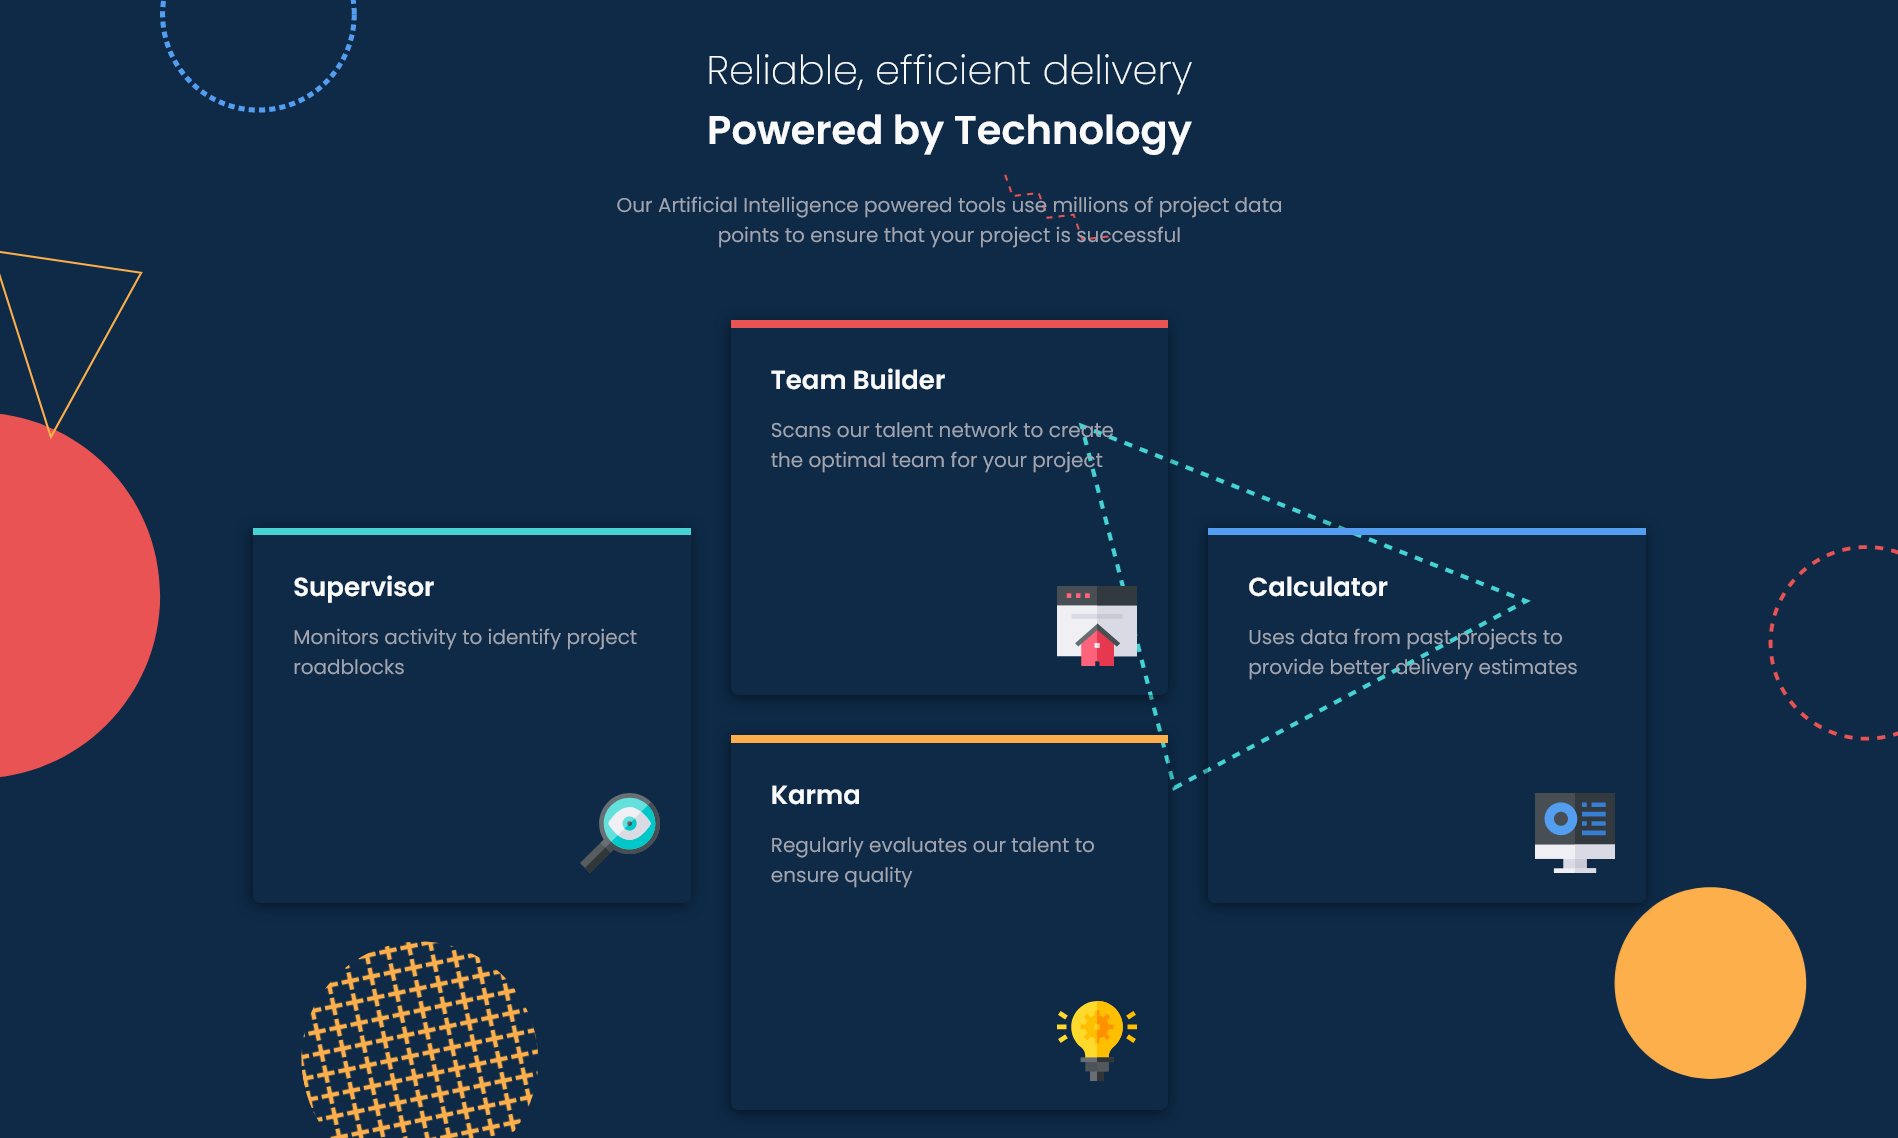 Reliable, efficient delivery
Powered by Technology
Our Artificial Intelligence powered tools use millions of project data
points to ensure that your project is successful
Team Builder
Scans our talent network to create
the optimal team for your project
Supervisor
Monitors activity to identify project
roadblocks
Calculator
Uses data from past projects to
provide better delivery estimates
Karma
Regularly evaluates our talent to
ensure quality